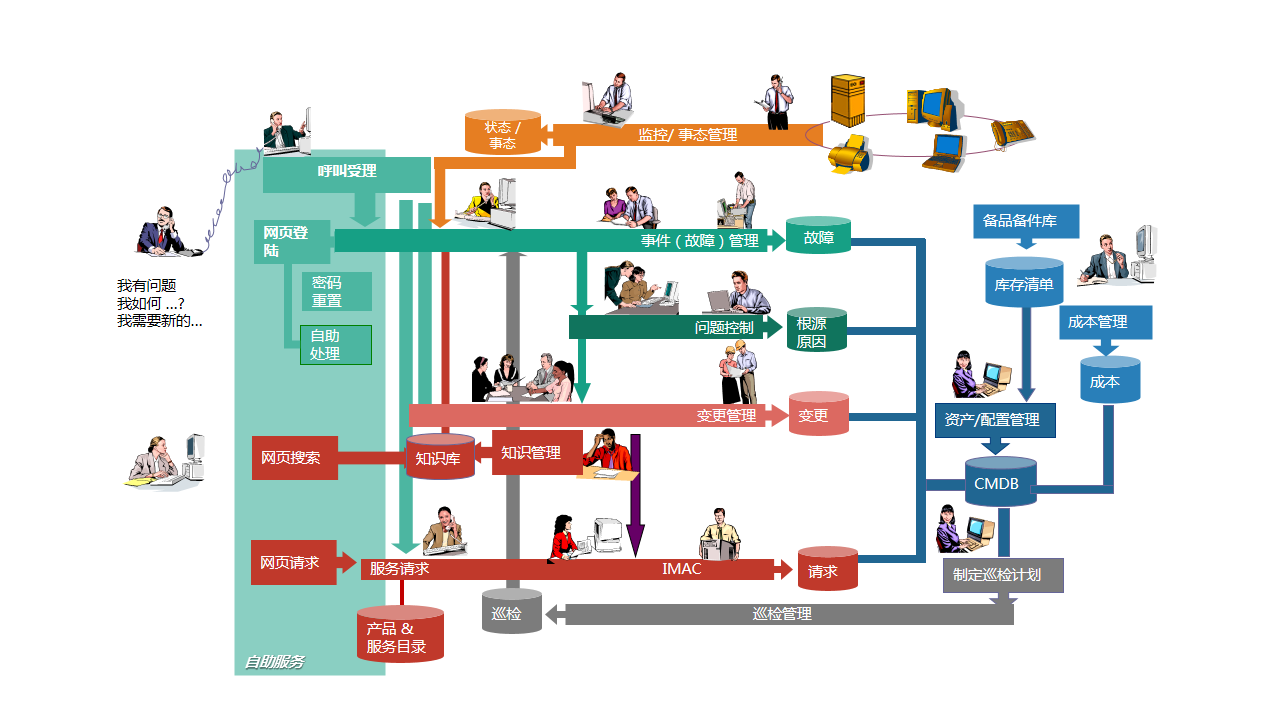 状态 /
事态
监控/ 事态管理
呼叫受理
网页登
陆
密码
重置
自助
处理
我有问题
我如何 ...?
我需要新的...
事件（故障）管理
故障
备品备件库
库存清单
问题控制
根源
原因
成本管理
成本
变更管理
变更
资产/配置管理
网页搜索
知识库
知识管理
CMDB
网页请求
服务请求
IMAC
请求
制定巡检计划
巡检
巡检管理
产品 &
服务目录
自助服务